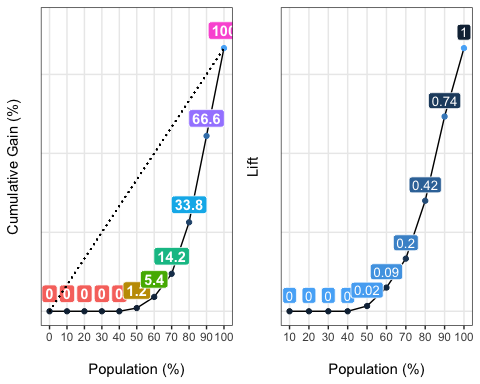 Cumulative Gain (%)
100
66.6
33.8
14.2
5.4
1.2
0 0 0 0 0
0 10 20 30 40 50 60 70 80 90 100
Population (%)
Lift
1
0.74
0.42
0.2
0.09
0.02
0 0 0 0
10 20 30 40 50 60 70 80 90 100
Population (%)